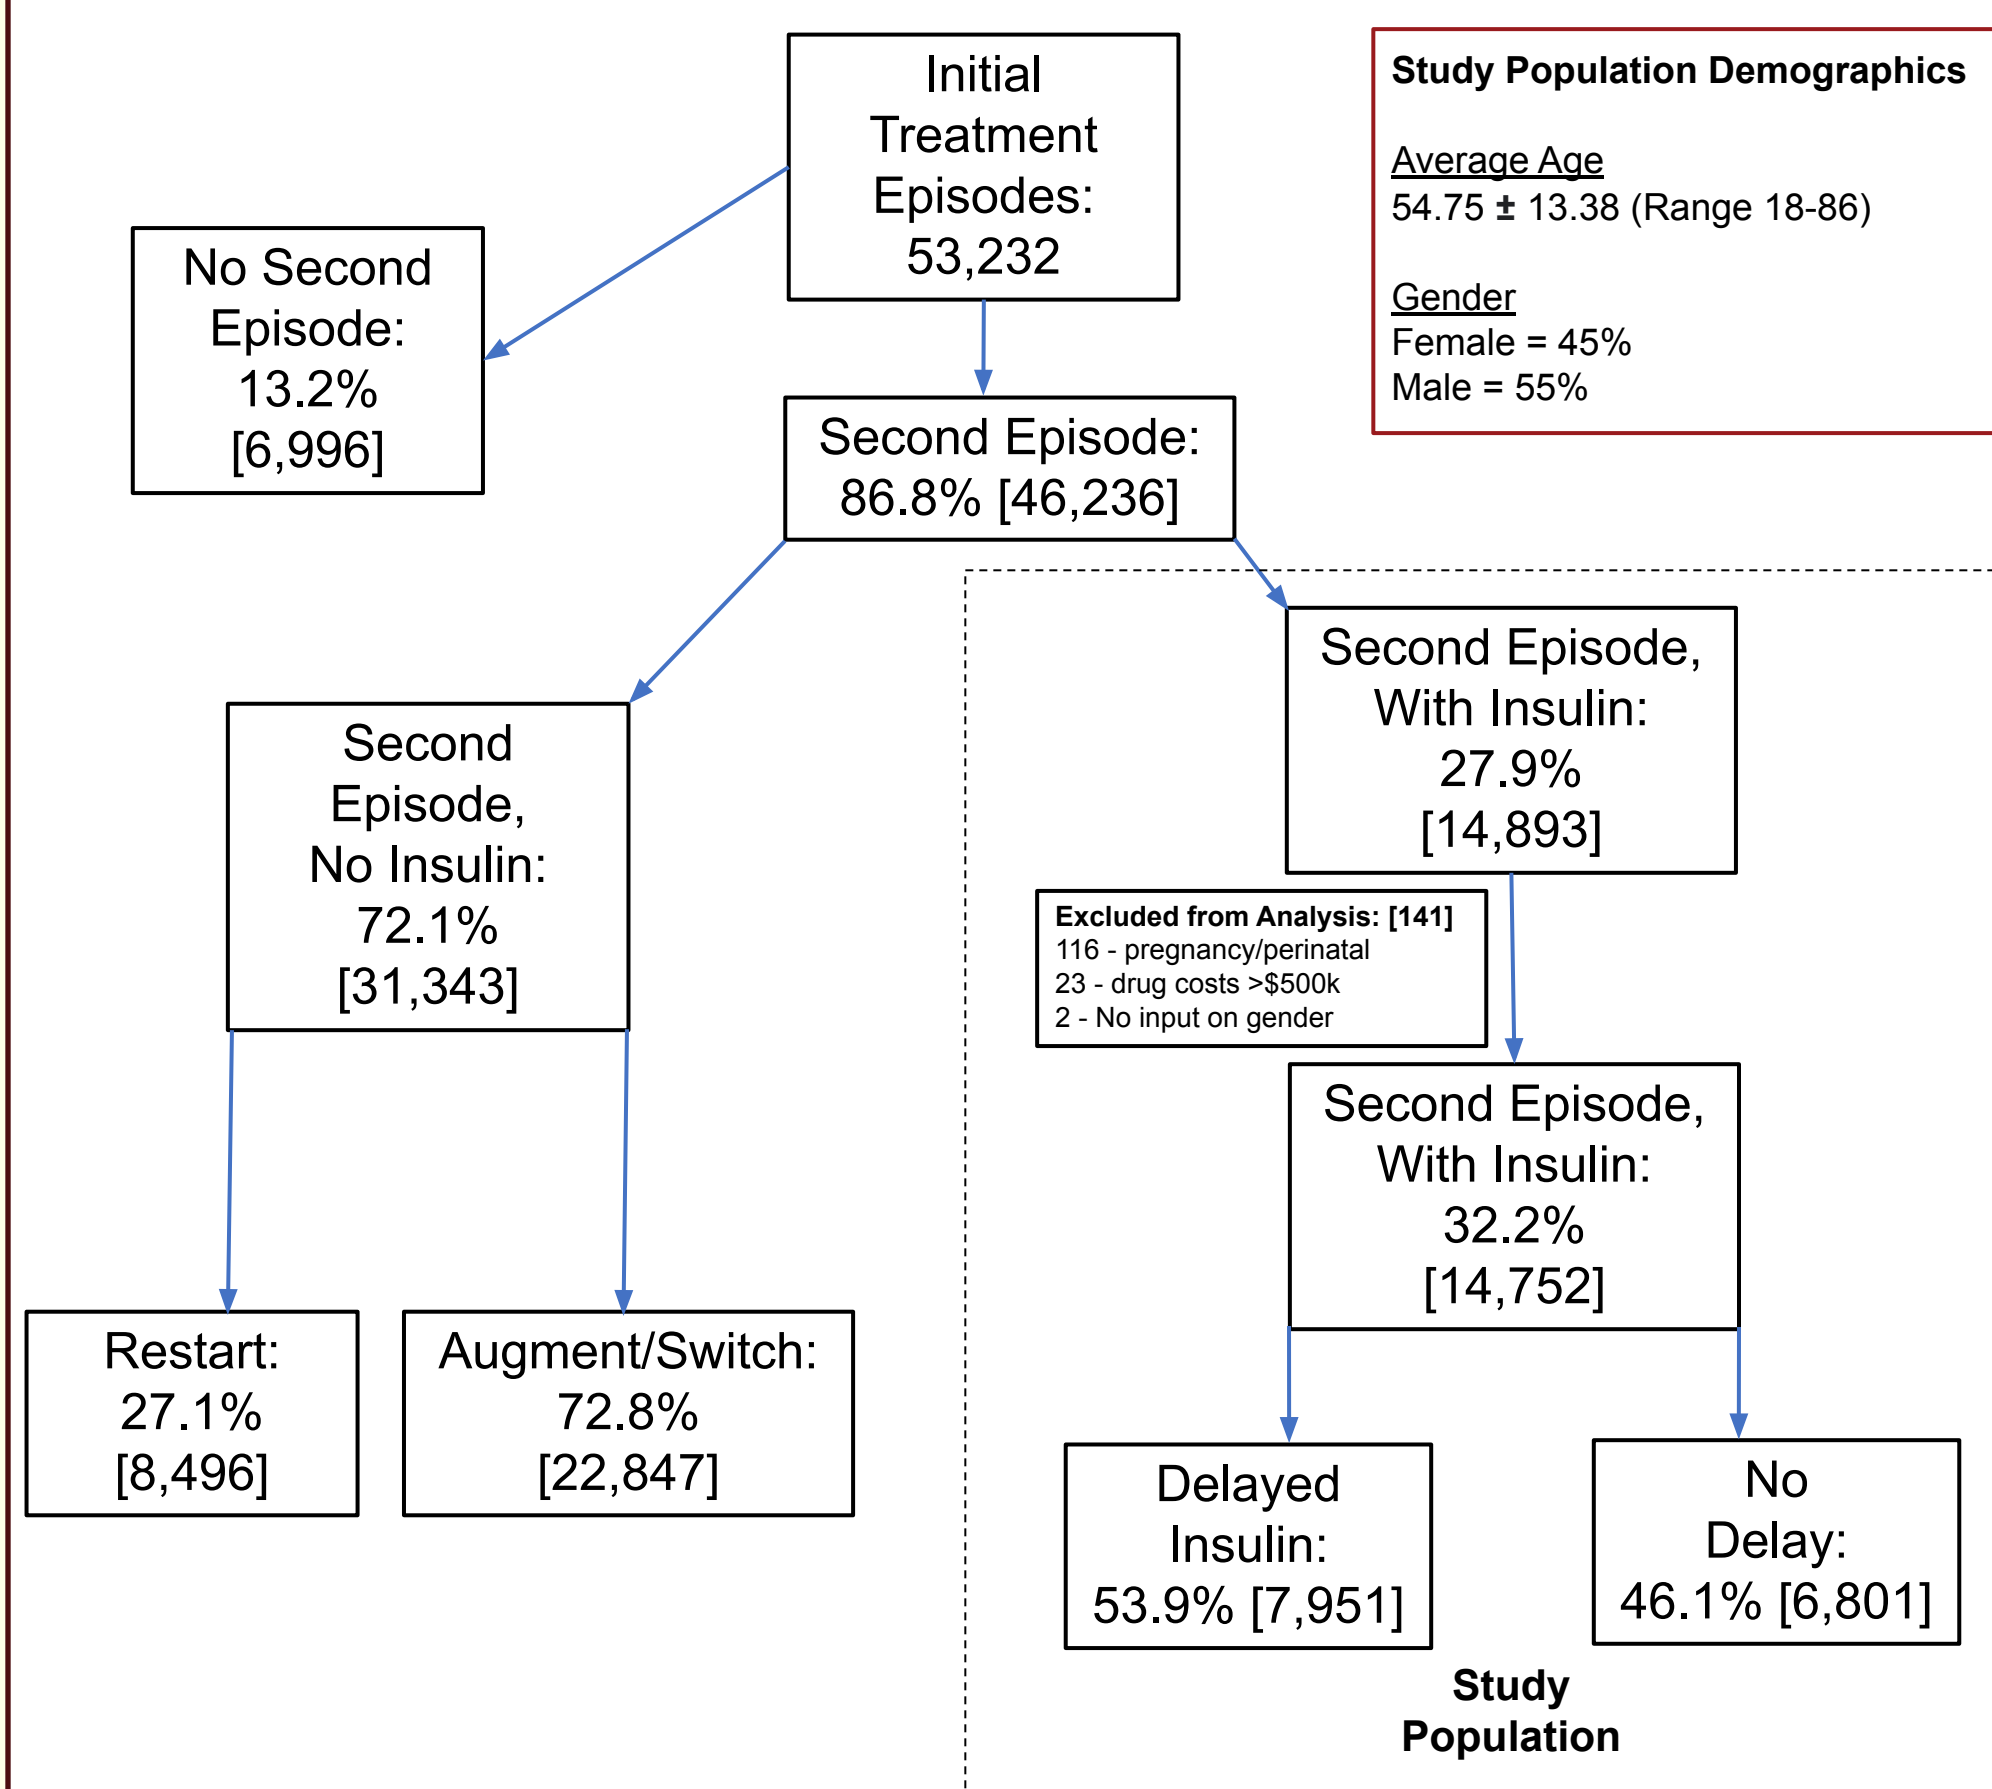 Initial
Treatment
Episodes:
53,232
Study Population Demographics
Average Age
54.75 ± 13.38 (Range 18-86)
Gender
Female = 45%
Male = 55%
No Second
Episode:
13.2%
[6,996]
Second Episode:
86.8% [46,236]
Second
Episode,
No Insulin:
72.1%
[31,343]
Second Episode,
With Insulin:
27.9%
[14,893]
Excluded from Analysis: [141]
116 - pregnancy/perinatal
23 - drug costs >$500k
2 - No input on gender
Second Episode,
With Insulin:
32.2%
[14,752]
Restart:
27.1%
[8,496]
Augment/Switch:
72.8%
[22,847]
Delayed
Insulin:
53.9% [7,951]
No
Delay:
46.1% [6,801]
Study
Population